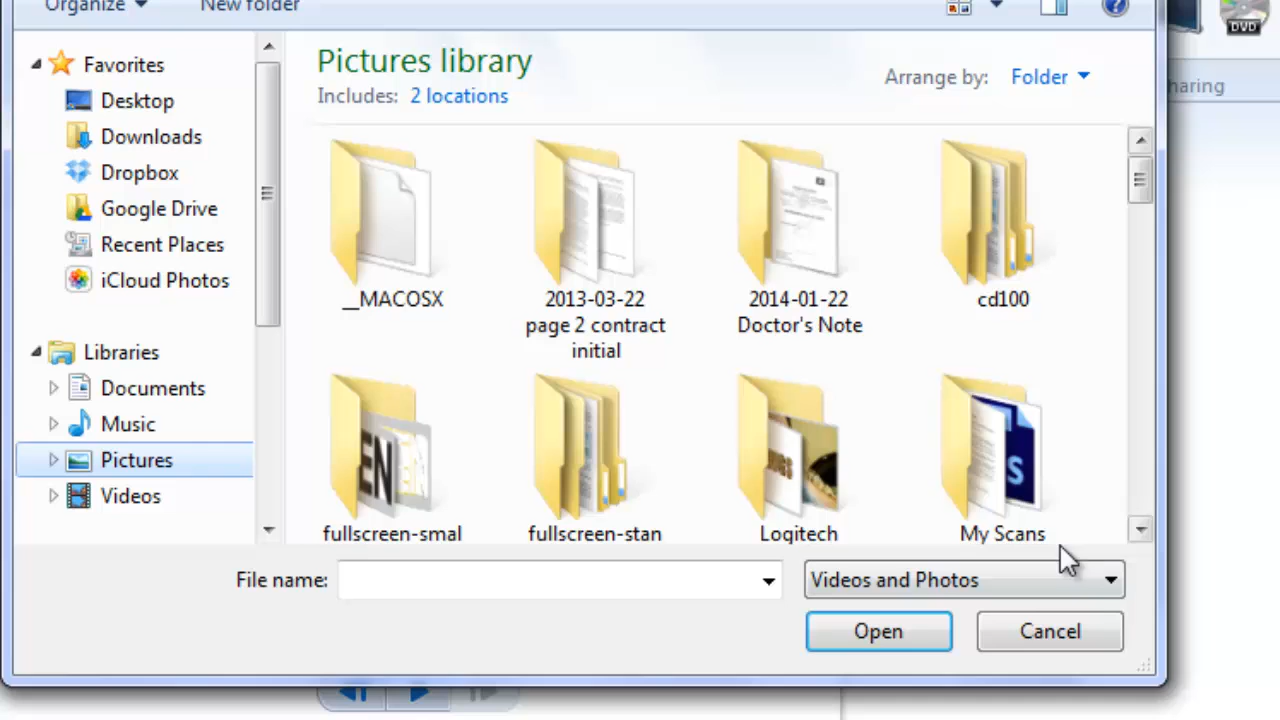 Organize
New folder
DVD
Favorites
Desktop
Downloads
Dropbox
Google Drive
Recent Places
iCloud Photos
Libraries
Documents
Music
Pictures
Videos
Pictures library
Includes: 2 locations
Arrange by: Folder
__MACOSX
2013-03-22
page 2 contract
initial
2014-01-22
Doctor's Note
cd100
fullscreen-smal
fullscreen-stan
Logitech
My Scans
File name:
Videos and Photos
Open
Cancel
haring